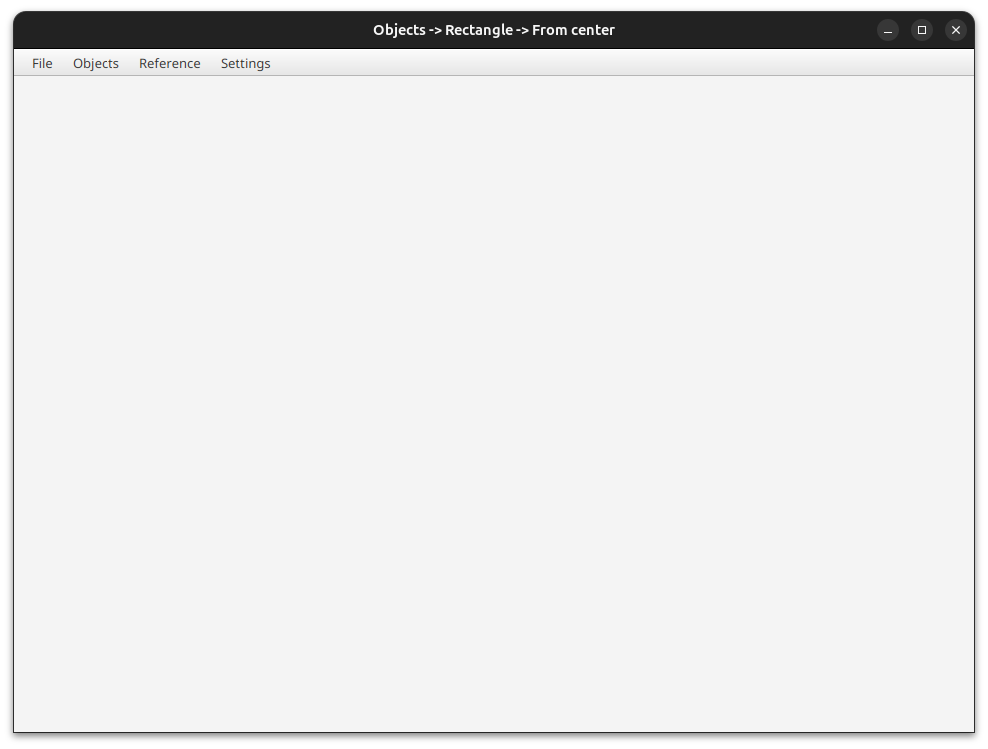 Objects -> Rectangle -> From center
File Objects Reference Settings